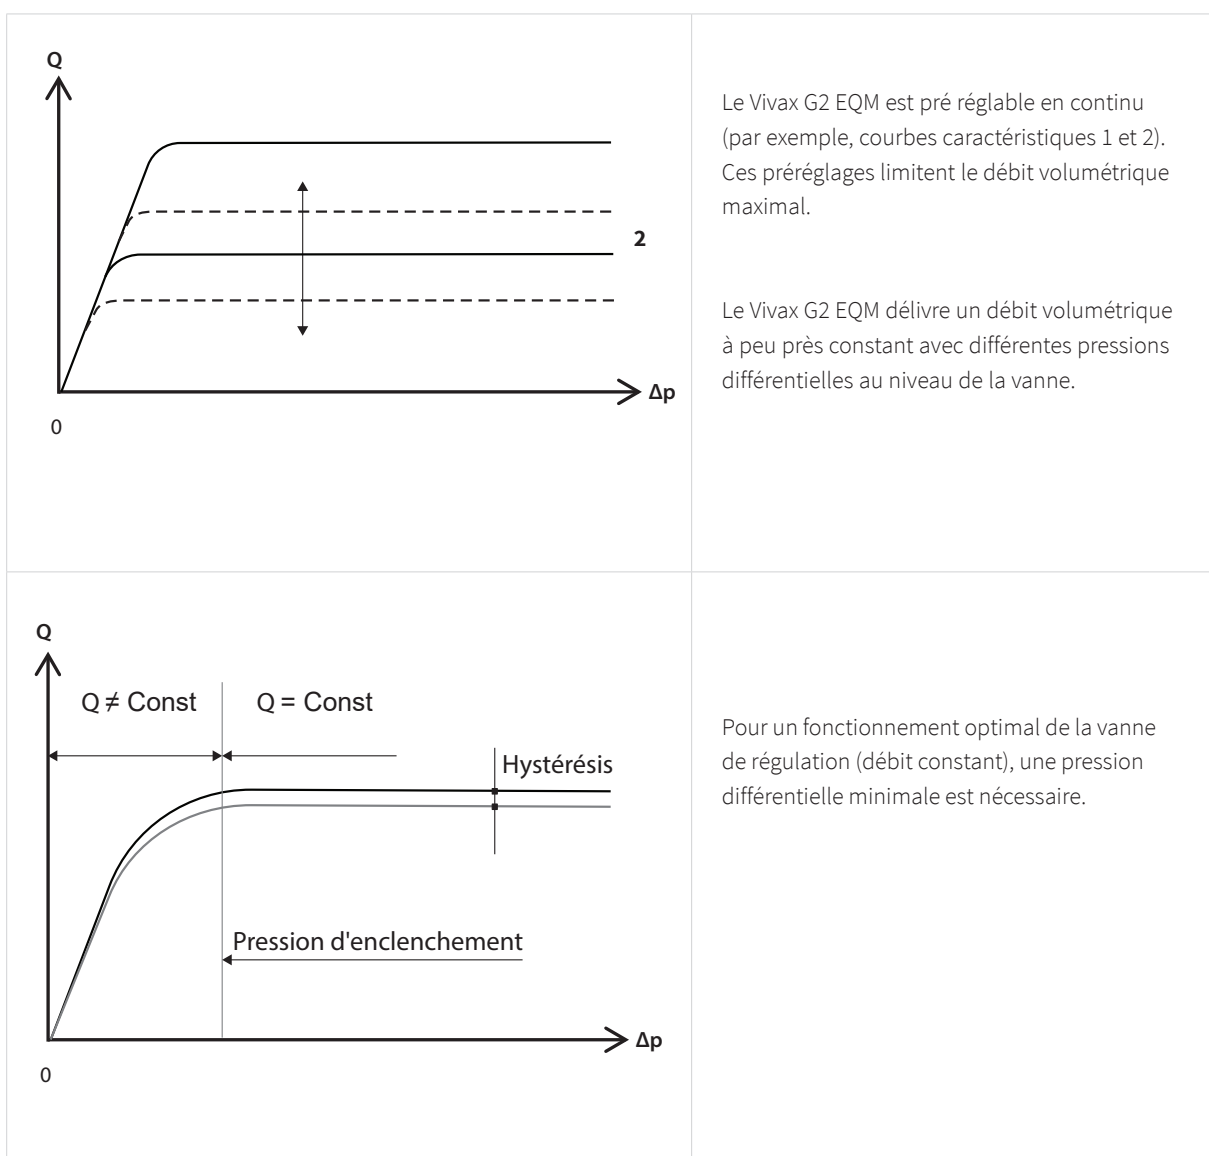 Q
2
Δp
0
Le Vivax G2 EQM est pré réglable en continu
(par exemple, courbes caractéristiques 1 et 2).
Ces préréglages limitent le débit volumétrique
maximal.
Le Vivax G2 EQM délivre un débit volumétrique
à peu près constant avec différentes pressions
différentielles au niveau de la vanne.
Q
Q ≠ Const
Q = Const
Hystérésis
Pression d'enclenchement
Δp
0
Pour un fonctionnement optimal de la vanne
de régulation (débit constant), une pression
différentielle minimale est nécessaire.